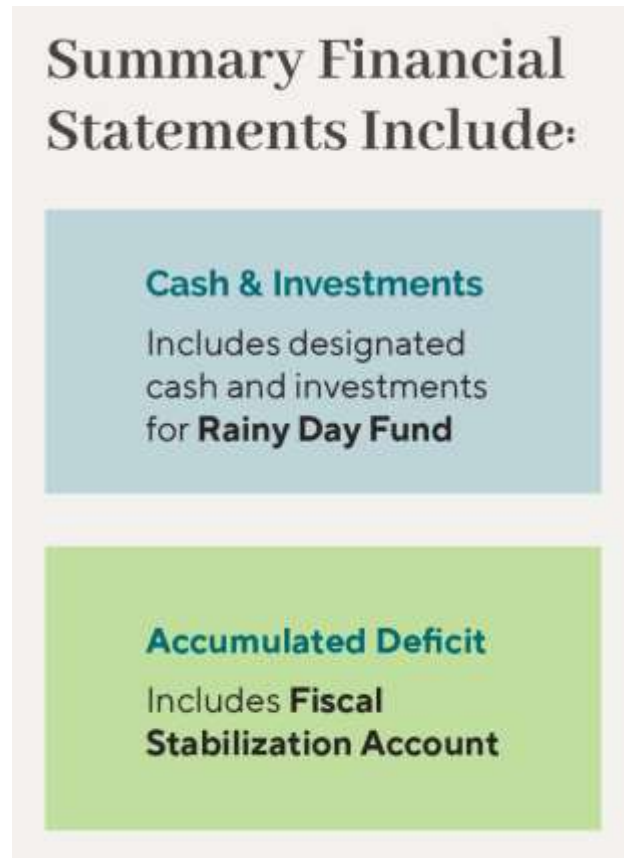 Summary Financial
Statements Include:
Cash & Investments
Includes designated
cash and investments
for Rainy Day Fund
Accumulated Deficit
Includes Fiscal
Stabilization Account